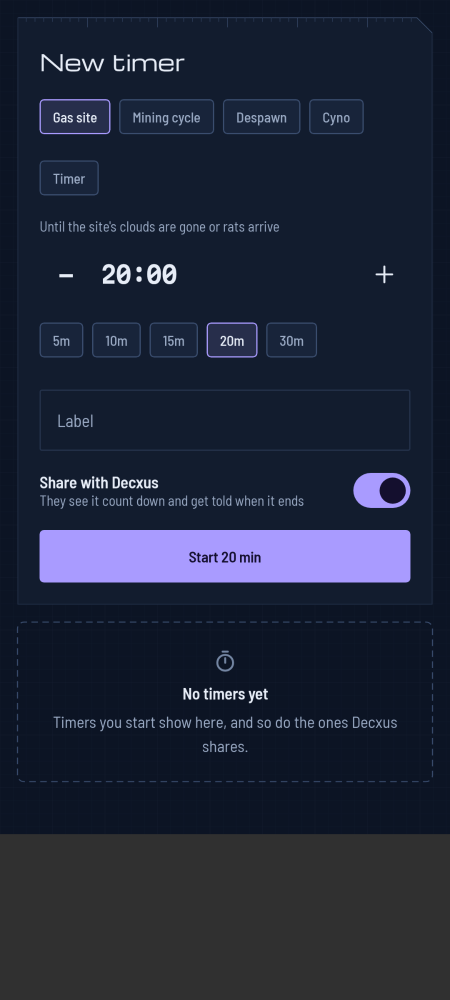 New timer
Gas site
Mining cycle
Despawn
Cyno
Timer
Until the site's clouds are gone or rats arrive
– 20:00 +
5m
10m
15m
20m
30m
Label
Share with Decxus
They see it count down and get told when it ends
Start 20 min
No timers yet
Timers you start show here, and so do the ones Decxus
shares.